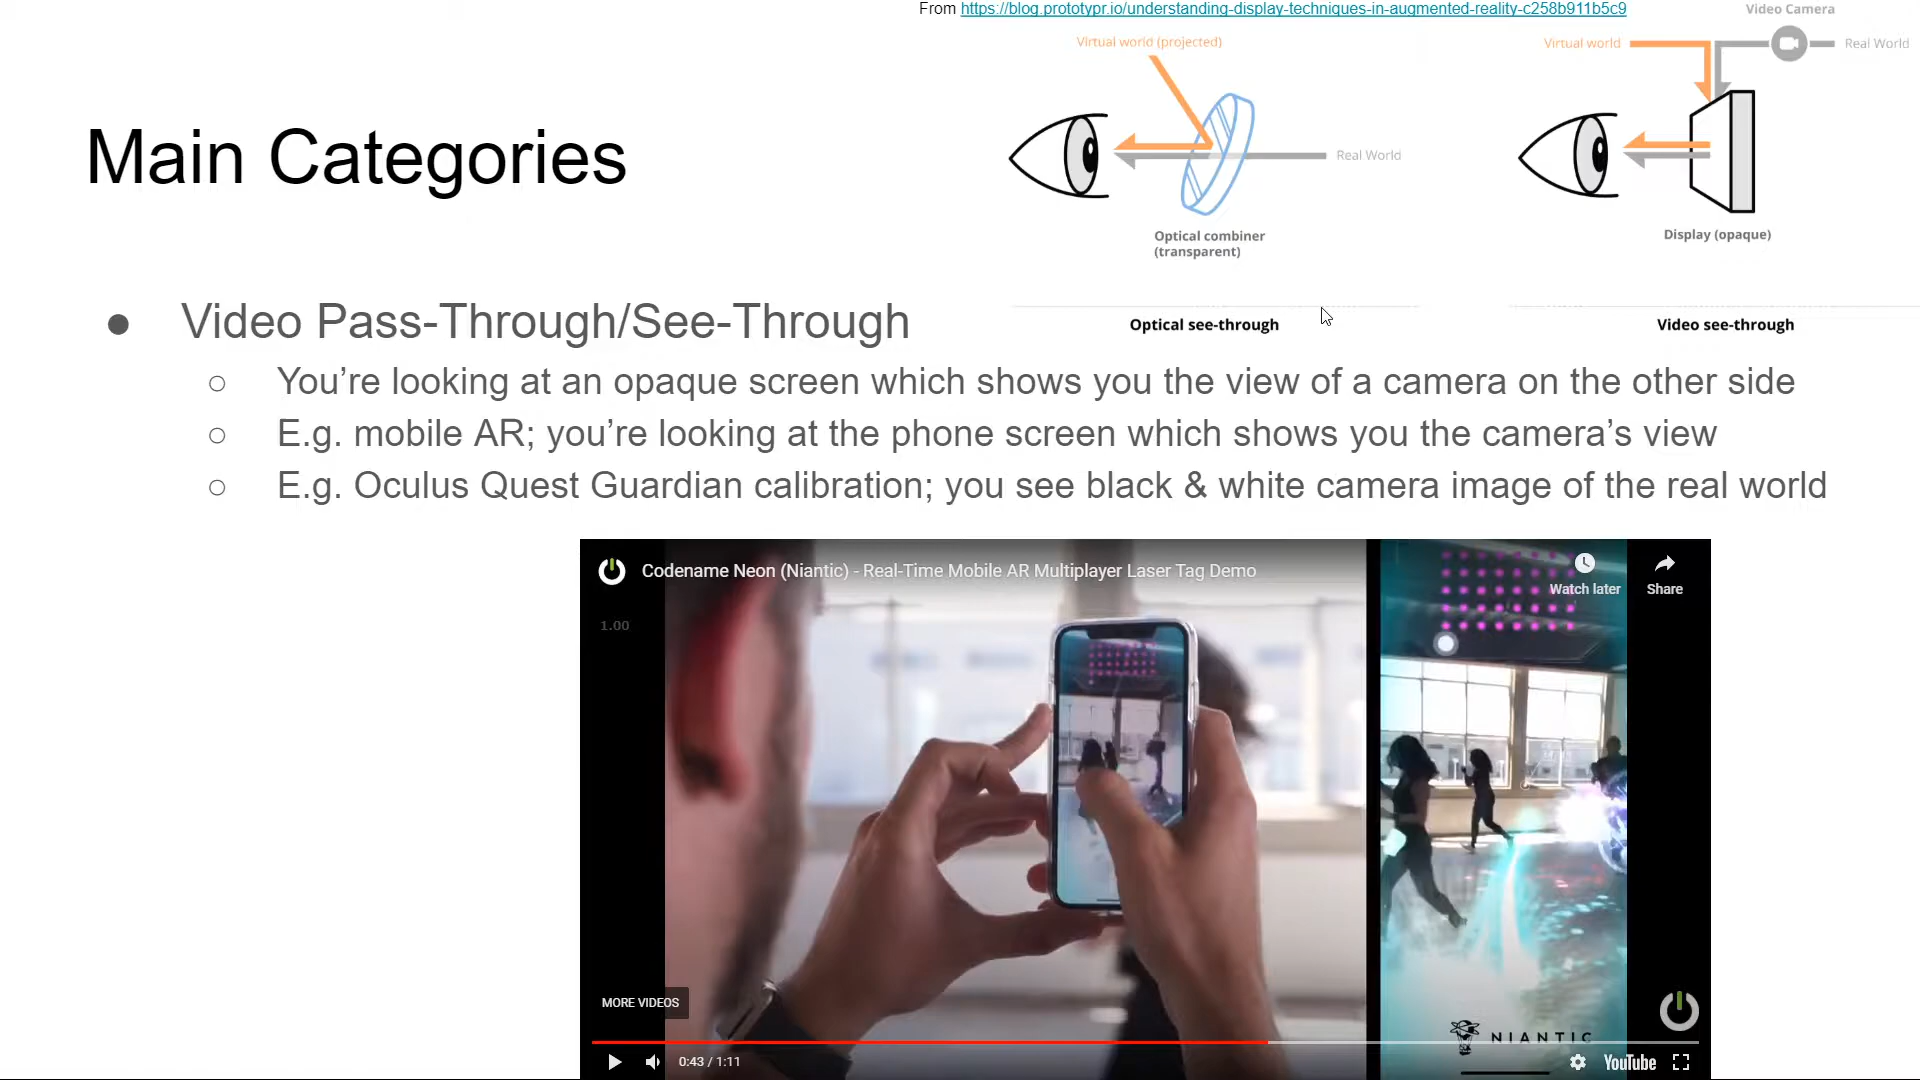 From https://blog.prototypr.io/understanding-display-techniques-in-augmented-reality-c258b911b5c9
Video Camera
Virtual world (projected)
Virtual world
Real World
Real World
Optical combiner
(transparent)
Display (opaque)
Optical see-through
Video see-through
Main Categories
● Video Pass-Through/See-Through
○ You’re looking at an opaque screen which shows you the view of a camera on the other side
○ E.g. mobile AR; you’re looking at the phone screen which shows you the camera’s view
○ E.g. Oculus Quest Guardian calibration; you see black & white camera image of the real world
Codename Neon (Niantic) - Real-Time Mobile AR Multiplayer Laser Tag Demo
Watch later
Share
1.00
MORE VIDEOS
NIANTIC
0:43 / 1:11
YouTube